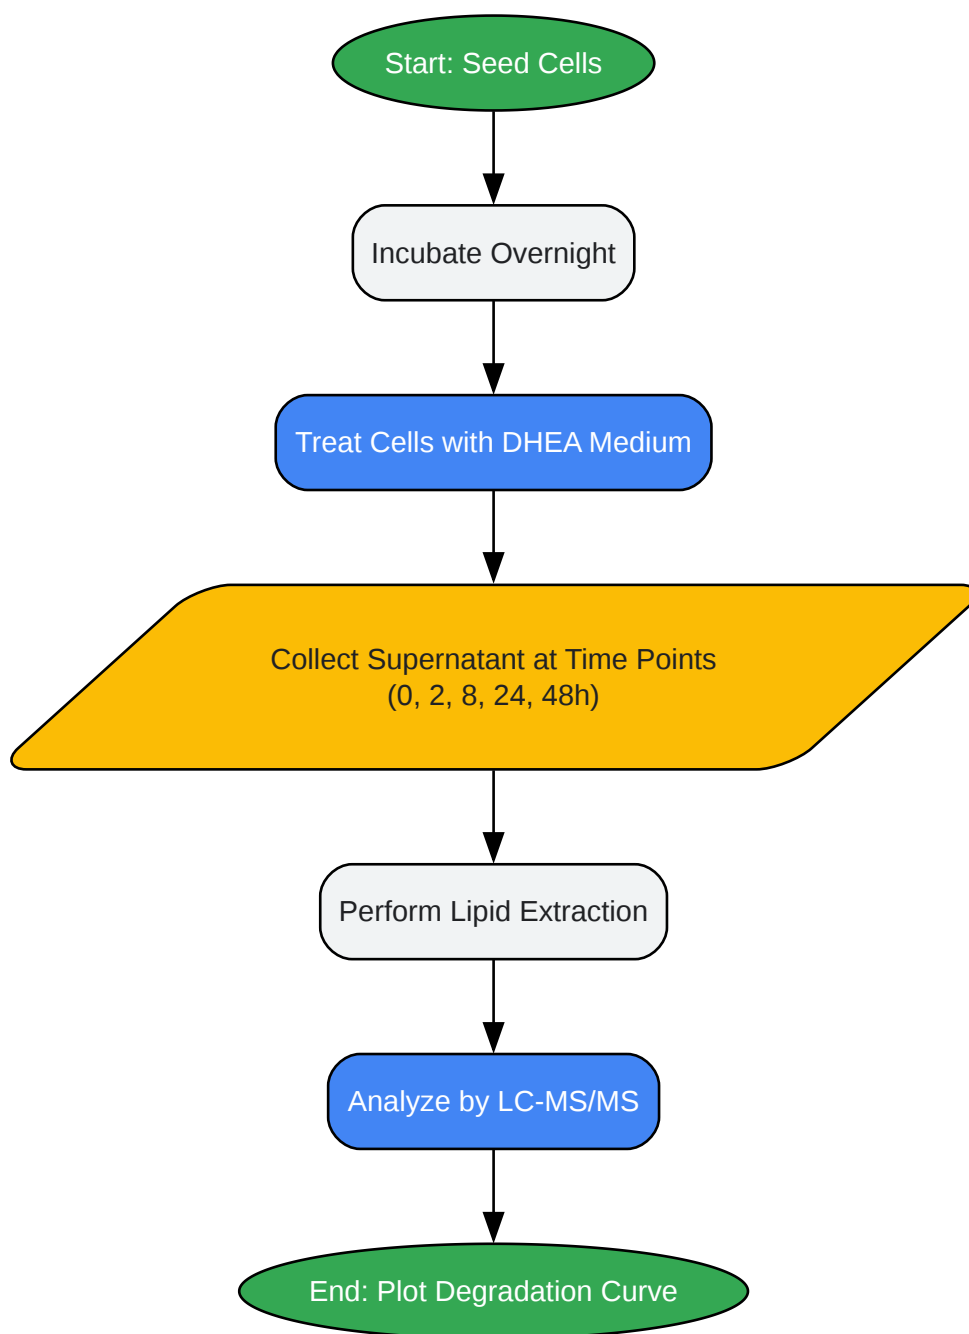 Start: Seed Cells
Incubate Overnight
Treat Cells with DHEA Medium
Collect Supernatant at Time Points
(0, 2, 8, 24, 48h)
Perform Lipid Extraction
Analyze by LC-MS/MS
End: Plot Degradation Curve